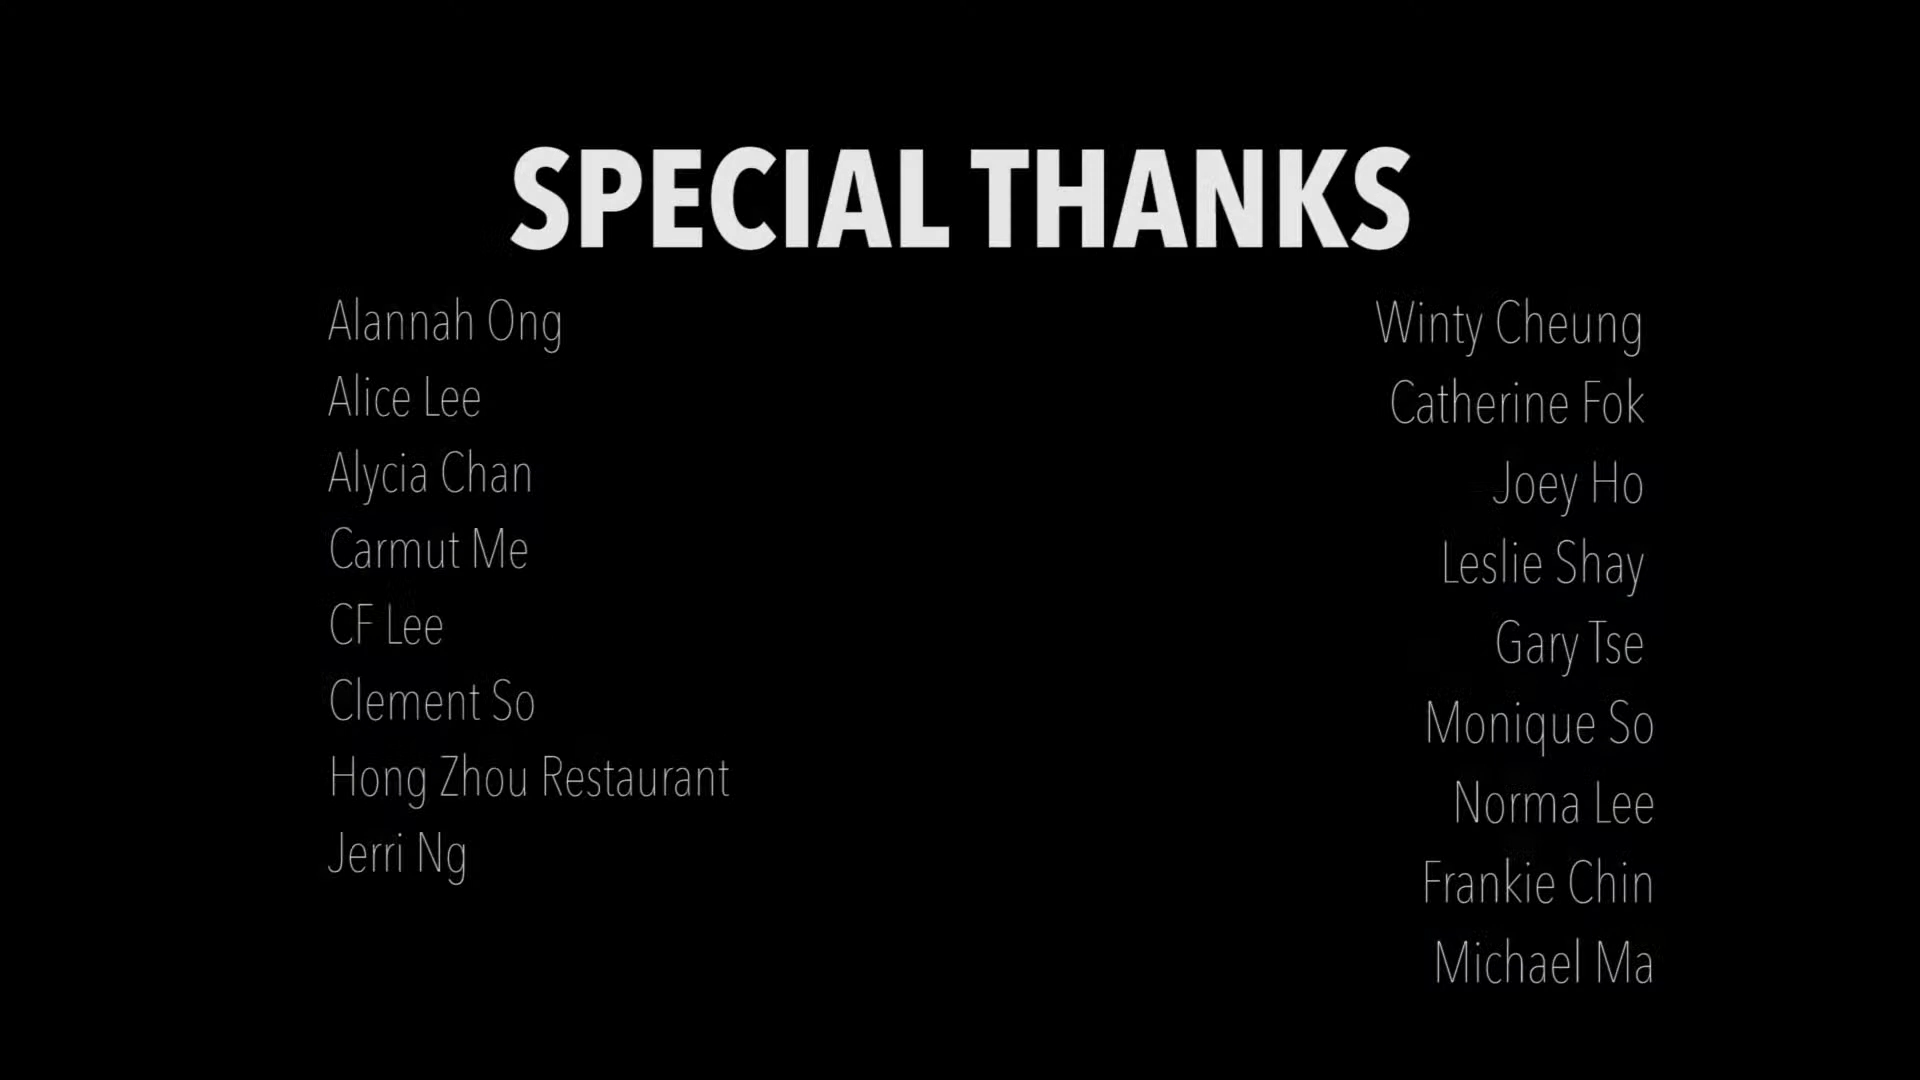 SPECIAL THANKS
Alannah Ong
Alice Lee
Alycia Chan
Carmut Me
CF Lee
Clement So
Hong Zhou Restaurant
Jerri Ng
Winty Cheung
Catherine Fok
Joey Ho
Leslie Shay
Gary Tse
Monique So
Norma Lee
Frankie Chin
Michael Ma